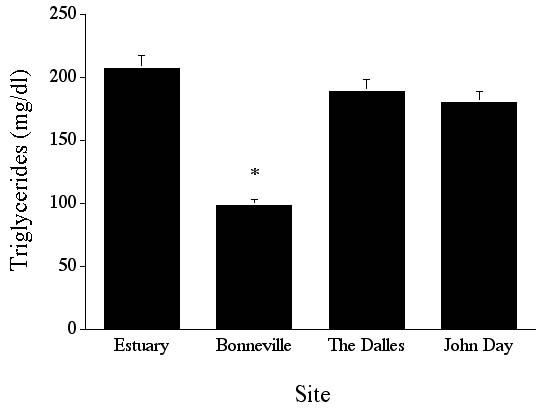 250
200
150
100
50
0
Triglycerides (mg/dl)
*
Estuary Bonneville The Dalles John Day
Site